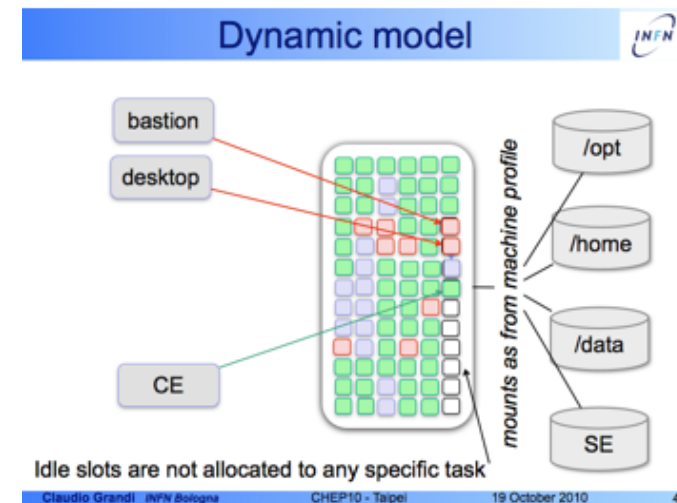 Dynamic model
INFN
bastion
desktop
CE
/opt
/home
/data
SE
mounts as from machine profile
Idle slots are not allocated to any specific task
Claudio Grandi INFN Bologna CHEP10 - Taipei 19 October 2010 4